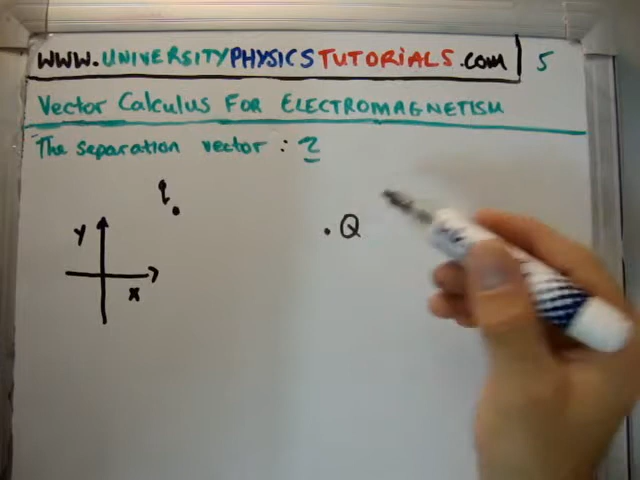 WWW.UNIVERSITYPHYSICSTUTORIALS.COM 5
Vector Calculus FOR ELECTROMAGNETISM
The separation vector :
q
y
Q
x